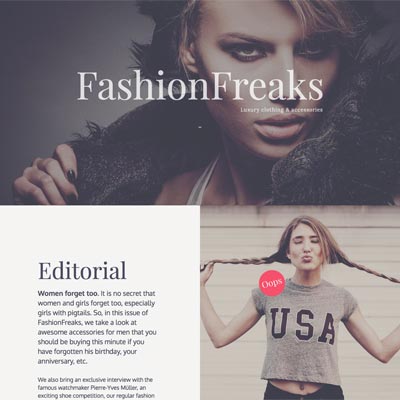 FashionFreaks
Luxury clothing & accessories
Editorial
Women forget too. It is no secret that
women and girls forget too, especially
girls with pigtails. So, in this issue of
FashionFreaks, we take a look at
awesome accessories for men that you
should be buying this minute if you
have forgotten his birthday, your
anniversary, etc.
We also bring an exclusive interview with the
famous watchmaker Pierre-Yves Müller, an
exciting shoe competition, our regular fashion
Oops
USA